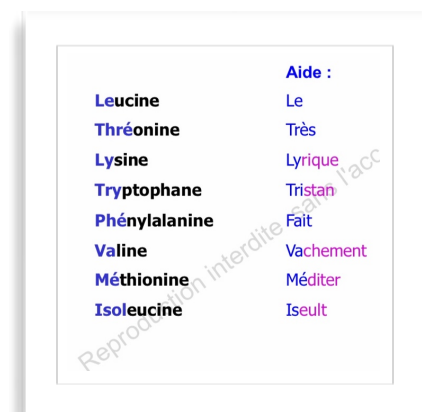 Aide :
Leucine Le
Thréonine Très
Lysine Lyrique
Tryptophane Tristan
Phénylalanine Fait
Valine Vachement
Méthionine Méditer
Isoleucine Iseult
Reproduction interdite sans l'acc